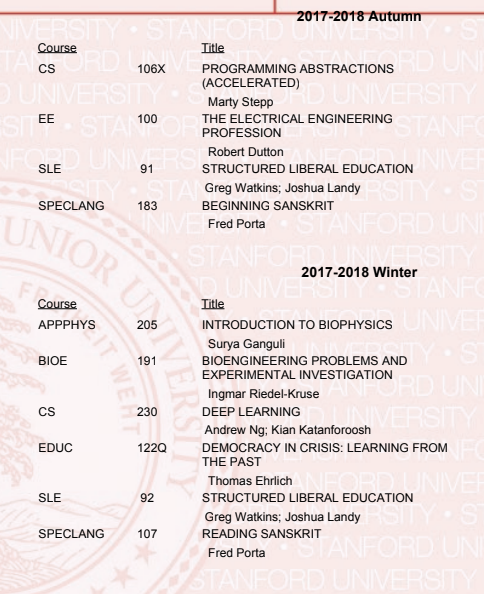 2017-2018 Autumn
Course Title
CS 106X PROGRAMMING ABSTRACTIONS
(ACCELERATED)
Marty Stepp
EE 100 THE ELECTRICAL ENGINEERING
PROFESSION
Robert Dutton
SLE 91 STRUCTURED LIBERAL EDUCATION
Greg Watkins; Joshua Landy
SPECLANG 183 BEGINNING SANSKRIT
Fred Porta
2017-2018 Winter
Course Title
APPPHYS 205 INTRODUCTION TO BIOPHYSICS
Surya Ganguli
BIOE 191 BIOENGINEERING PROBLEMS AND
EXPERIMENTAL INVESTIGATION
Ingmar Riedel-Kruse
CS 230 DEEP LEARNING
Andrew Ng; Kian Katanforoosh
EDUC 122Q DEMOCRACY IN CRISIS: LEARNING FROM
THE PAST
Thomas Ehrlich
SLE 92 STRUCTURED LIBERAL EDUCATION
Greg Watkins; Joshua Landy
SPECLANG 107 READING SANSKRIT
Fred Porta